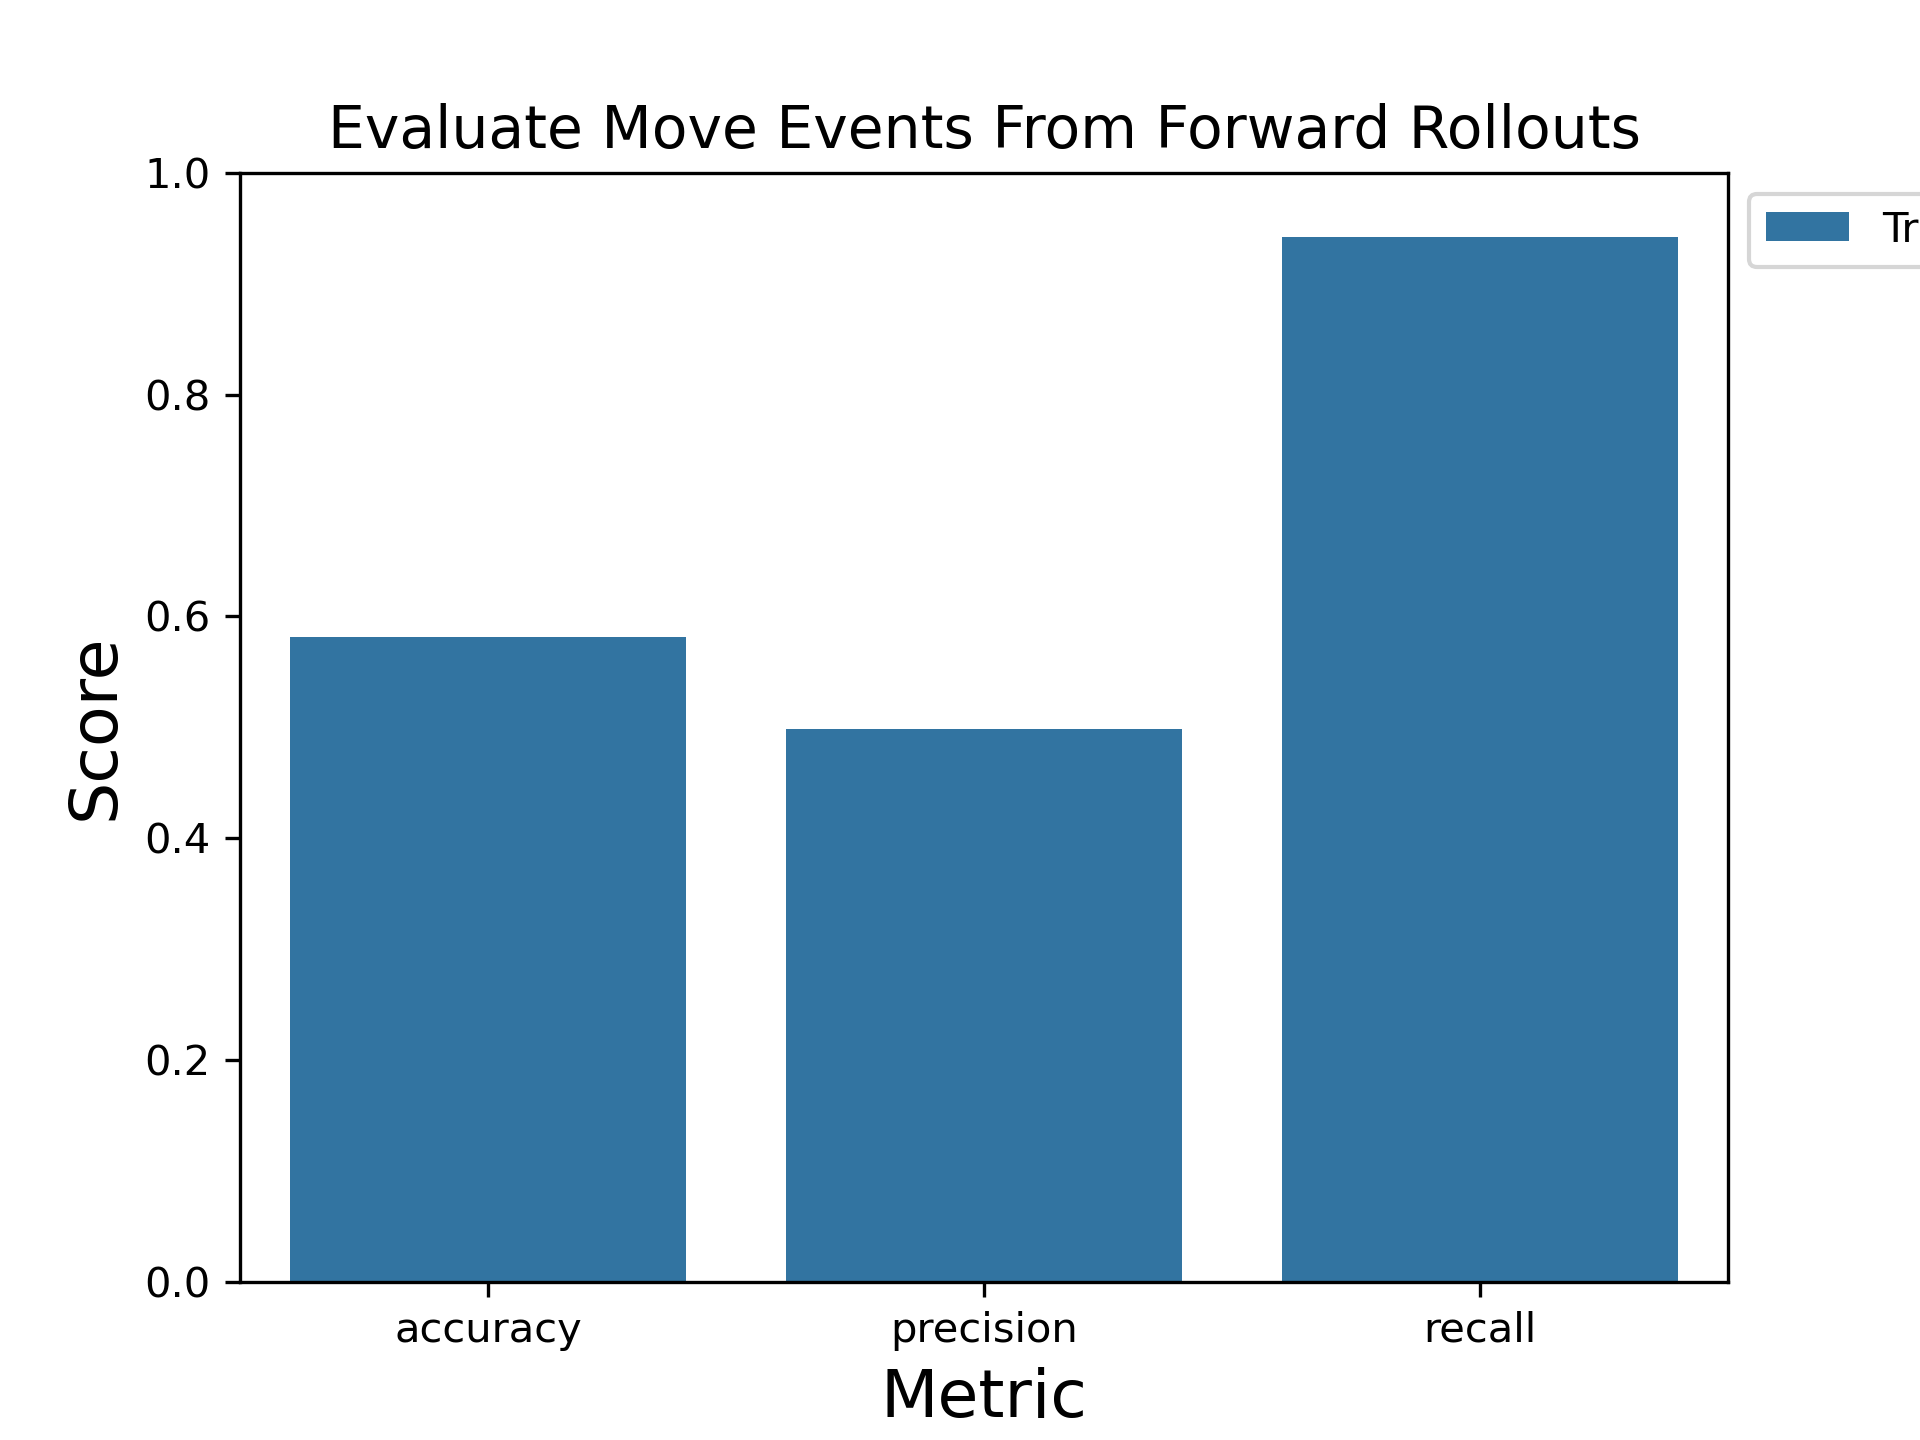 Evaluate Move Events From Forward Rollouts
1.0
0.8
0.6
0.4
0.2
0.0
Score
accuracy precision recall
Metric